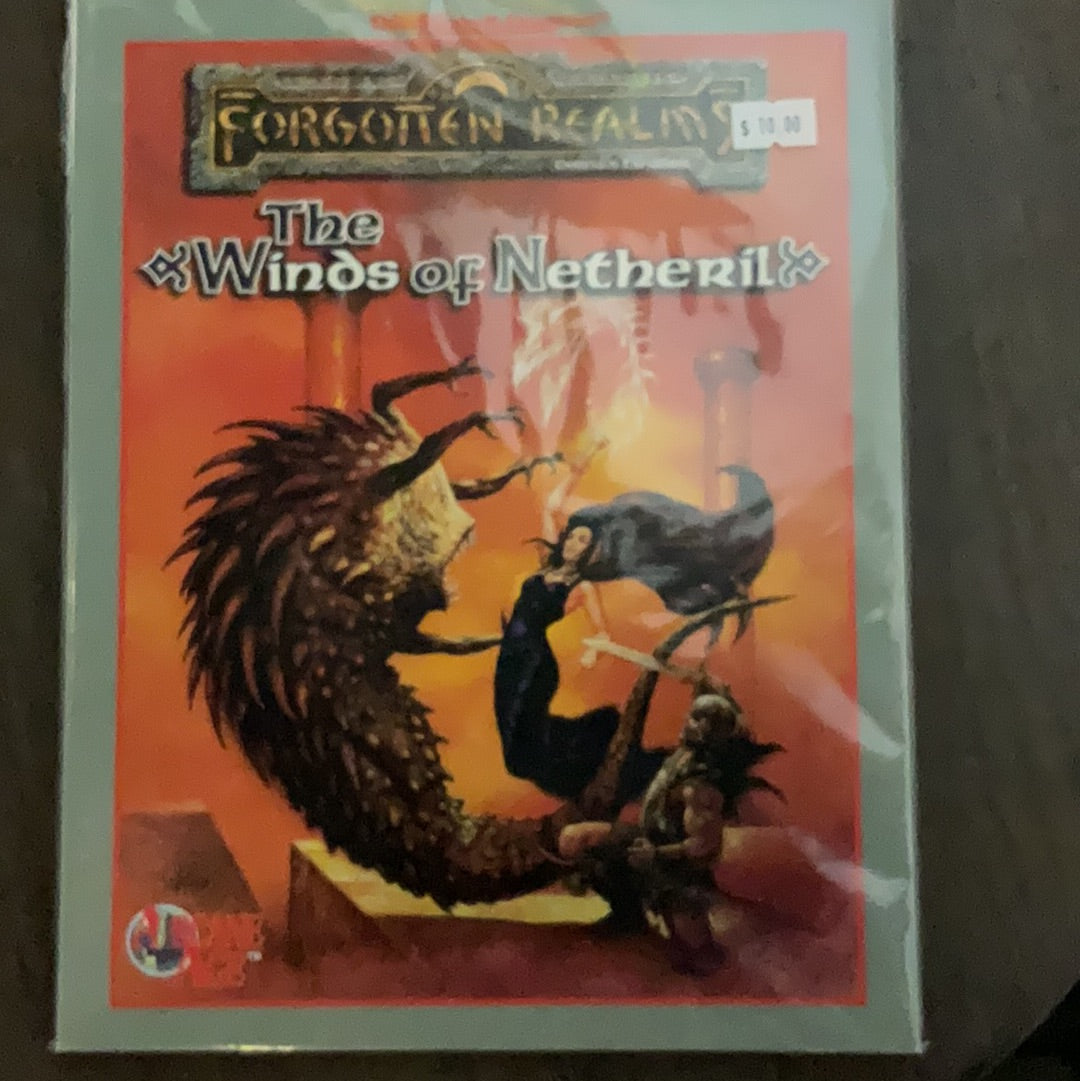 FORGOTTEN REALMS
$ 10.00
The
Winds of Netheril